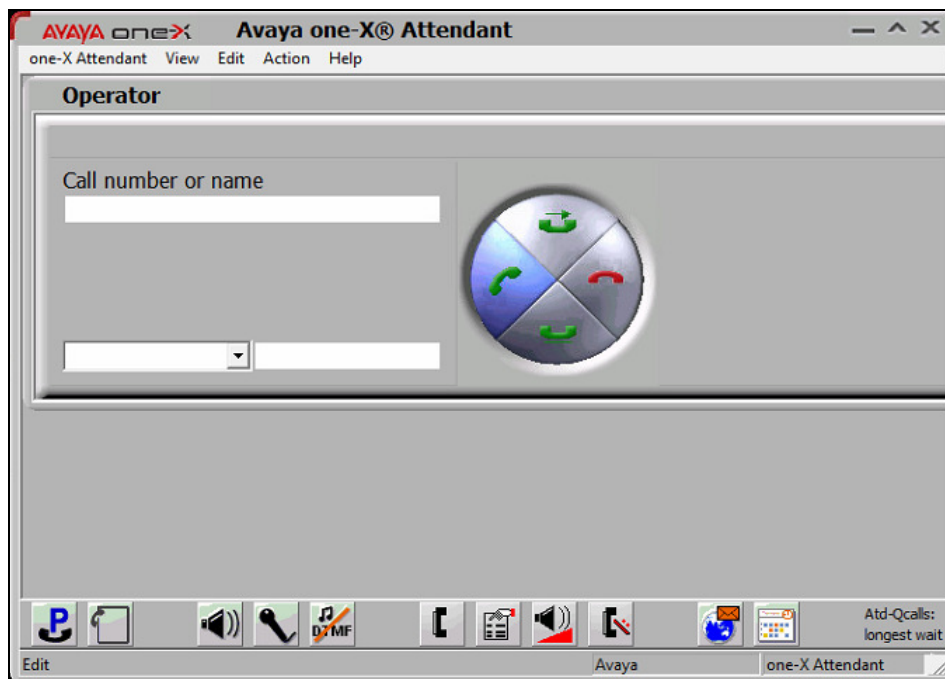 AVAYA one-X Avaya one-X® Attendant
one-X Attendant View Edit Action Help
Operator
Call number or name
P
DTMF
Atd-Qcalls:
longest wait
Edit Avaya one-X Attendant